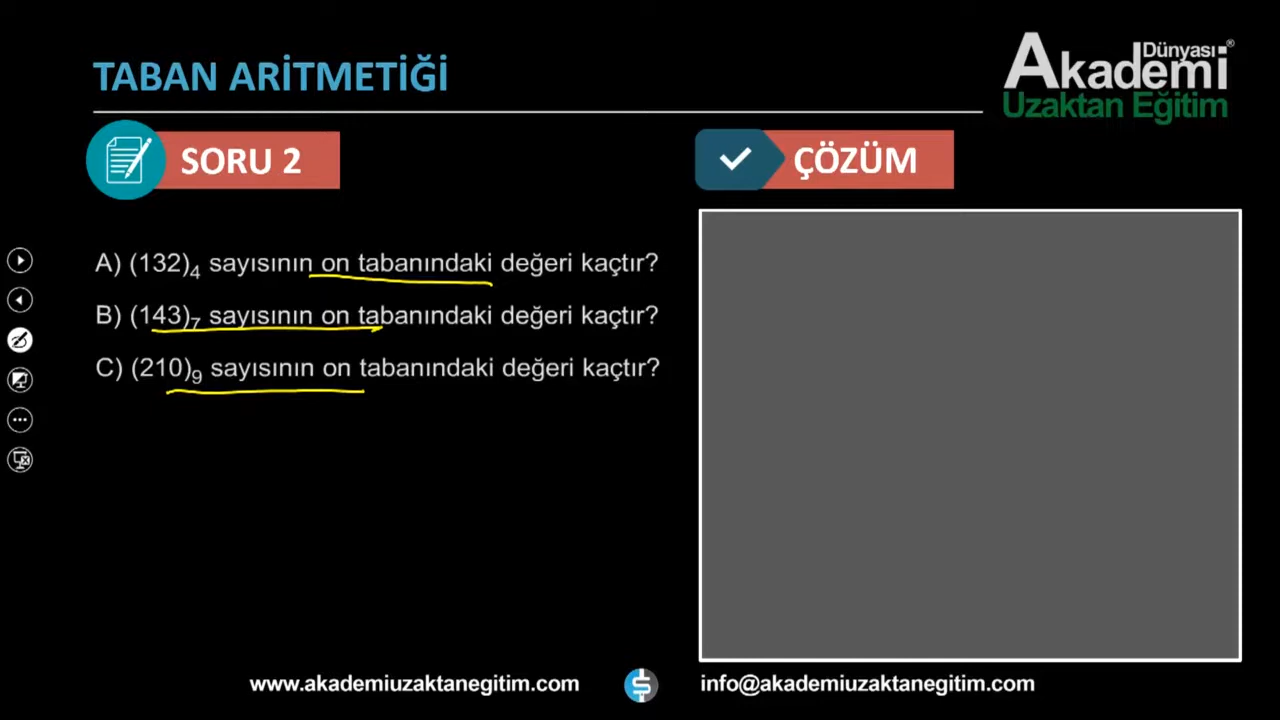 TABAN ARİTMETİĞİ
Akademi
Dünyası®
Uzaktan Eğitim
SORU 2
ÇÖZÜM
A) (132)₄ sayısının on tabanındaki değeri kaçtır?
B) (143)₇ sayısının on tabanındaki değeri kaçtır?
C) (210)₉ sayısının on tabanındaki değeri kaçtır?
www.akademiuzaktanegitim.com
info@akademiuzaktanegitim.com